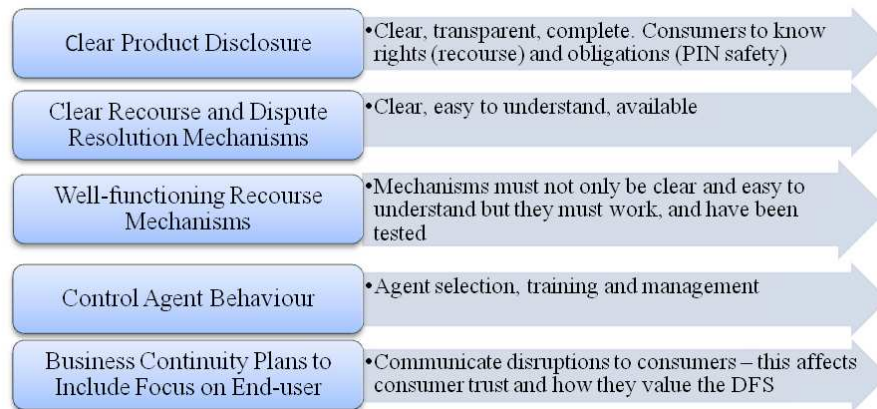 Clear Product Disclosure
•Clear, transparent, complete. Consumers to know
rights (recourse) and obligations (PIN safety)
Clear Recourse and Dispute
Resolution Mechanisms
•Clear, easy to understand, available
Well-functioning Recourse
Mechanisms
•Mechanisms must not only be clear and easy to
understand but they must work, and have been
tested
Control Agent Behaviour
•Agent selection, training and management
Business Continuity Plans to
Include Focus on End-user
•Communicate disruptions to consumers – this affects
consumer trust and how they value the DFS